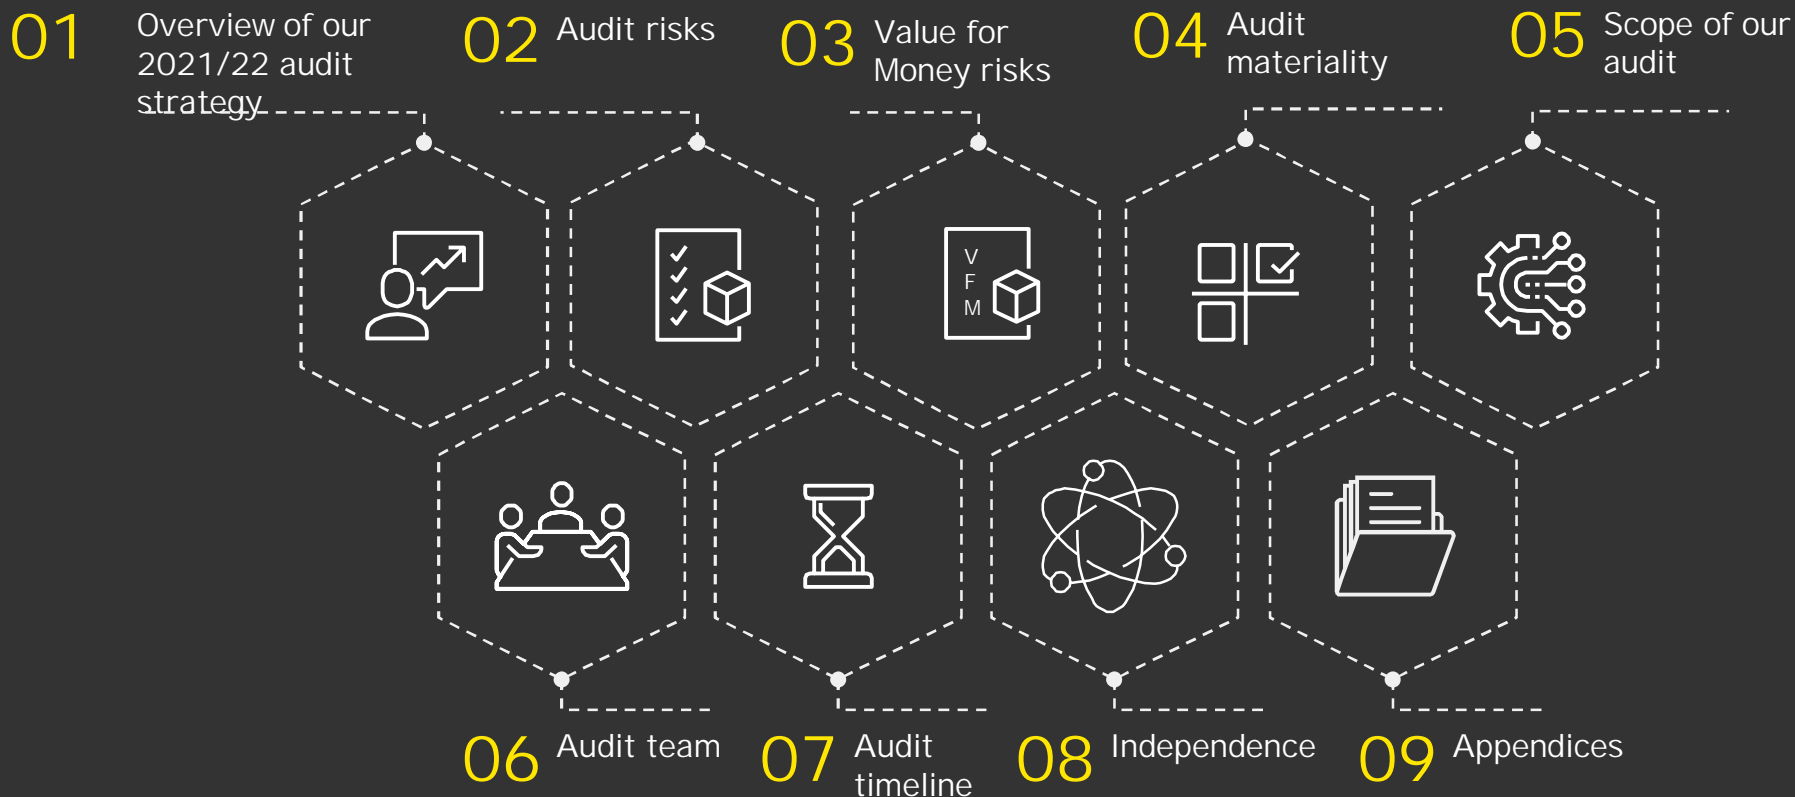 01
Overview of our
2021/22 audit
strategy
02
Audit risks
03
Value for
Money risks
04
Audit
materiality
05
Scope of our
audit
V
F
M
06
Audit team
07
Audit
timeline
08
Independence
09
Appendices